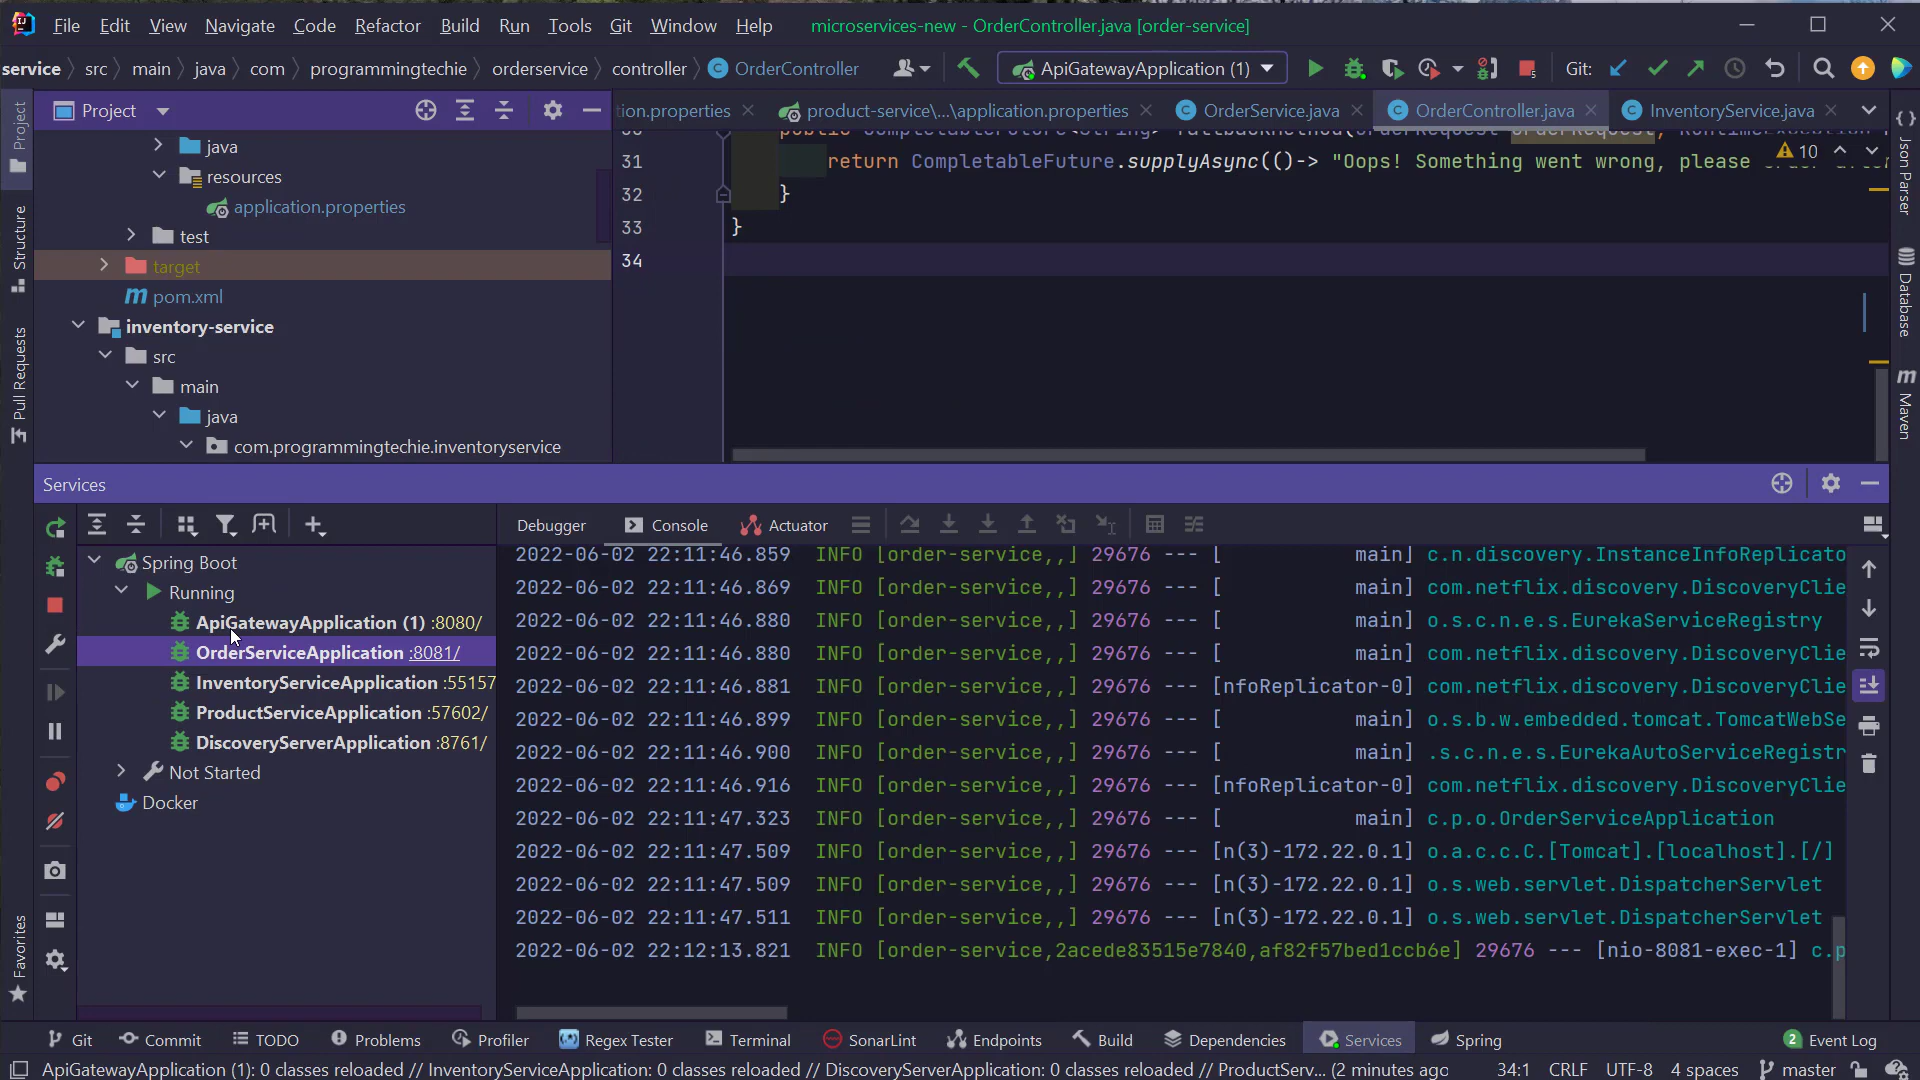 File Edit View Navigate Code Refactor Build Run Tools Git Window Help microservices-new - OrderController.java [order-service]
service src main java com programmingtechie orderservice controller OrderController ApiGatewayApplication (1) Git:
Project tion.properties product-service\...\application.properties OrderService.java OrderController.java InventoryService.java
java
resources
application.properties
test
target
pom.xml
inventory-service
src
main
java
com.programmingtechie.inventoryservice
31 return CompletableFuture.supplyAsync(()-> "Oops! Something went wrong, please 10
32 }
33 }
34
Project
Structure
Pull Requests
Favorites
Json Parser
Database
Maven
Services
Debugger Console Actuator
Spring Boot
Running
ApiGatewayApplication (1) :8080/
OrderServiceApplication :8081/
InventoryServiceApplication :55157
ProductServiceApplication :57602/
DiscoveryServerApplication :8761/
Not Started
Docker
2022-06-02 22:11:46.859 INFO [order-service,,] 29676 --- [ main] c.n.discovery.InstanceInfoReplicato
2022-06-02 22:11:46.869 INFO [order-service,,] 29676 --- [ main] com.netflix.discovery.DiscoveryClie
2022-06-02 22:11:46.880 INFO [order-service,,] 29676 --- [ main] o.s.c.n.e.s.EurekaServiceRegistry
2022-06-02 22:11:46.880 INFO [order-service,,] 29676 --- [ main] com.netflix.discovery.DiscoveryClie
2022-06-02 22:11:46.881 INFO [order-service,,] 29676 --- [nfoReplicator-0] com.netflix.discovery.DiscoveryClie
2022-06-02 22:11:46.899 INFO [order-service,,] 29676 --- [ main] o.s.b.w.embedded.tomcat.TomcatWebSe
2022-06-02 22:11:46.900 INFO [order-service,,] 29676 --- [ main] .s.c.n.e.s.EurekaAutoServiceRegistr
2022-06-02 22:11:46.916 INFO [order-service,,] 29676 --- [nfoReplicator-0] com.netflix.discovery.DiscoveryClie
2022-06-02 22:11:47.323 INFO [order-service,,] 29676 --- [ main] c.p.o.OrderServiceApplication
2022-06-02 22:11:47.509 INFO [order-service,,] 29676 --- [n(3)-172.22.0.1] o.a.c.c.C.[Tomcat].[localhost].[/]
2022-06-02 22:11:47.509 INFO [order-service,,] 29676 --- [n(3)-172.22.0.1] o.s.web.servlet.DispatcherServlet
2022-06-02 22:11:47.511 INFO [order-service,,] 29676 --- [n(3)-172.22.0.1] o.s.web.servlet.DispatcherServlet
2022-06-02 22:12:13.821 INFO [order-service,2acede83515e7840,af82f57bed1ccb6e] 29676 --- [nio-8081-exec-1] c.p
Git Commit TODO Problems Profiler Regex Tester Terminal SonarLint Endpoints Build Dependencies Services Spring 2 Event Log
ApiGatewayApplication (1): 0 classes reloaded // InventoryServiceApplication: 0 classes reloaded // DiscoveryServerApplication: 0 classes reloaded // ProductServ... (2 minutes ago 34:1 CRLF UTF-8 4 spaces master